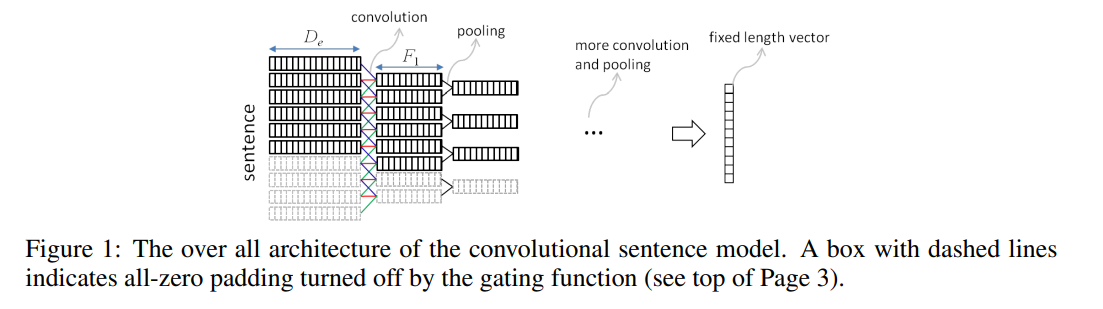 convolution
D_e
pooling
F_1
more convolution
and pooling
fixed length vector
sentence
...
Figure 1: The over all architecture of the convolutional sentence model. A box with dashed lines
indicates all-zero padding turned off by the gating function (see top of Page 3).